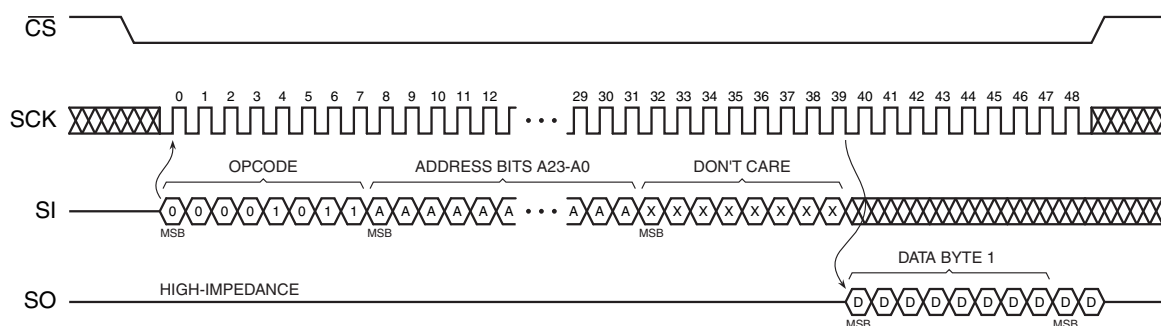 CS
0 1 2 3 4 5 6 7 8 9 10 11 12 29 30 31 32 33 34 35 36 37 38 39 40 41 42 43 44 45 46 47 48
SCK
OPCODE ADDRESS BITS A23-A0 DON'T CARE
SI 0 0 0 0 1 0 1 1 A A A A A A A A A X X X X X X X X
MSB MSB MSB
DATA BYTE 1
HIGH-IMPEDANCE
SO D D D D D D D D D D
MSB MSB